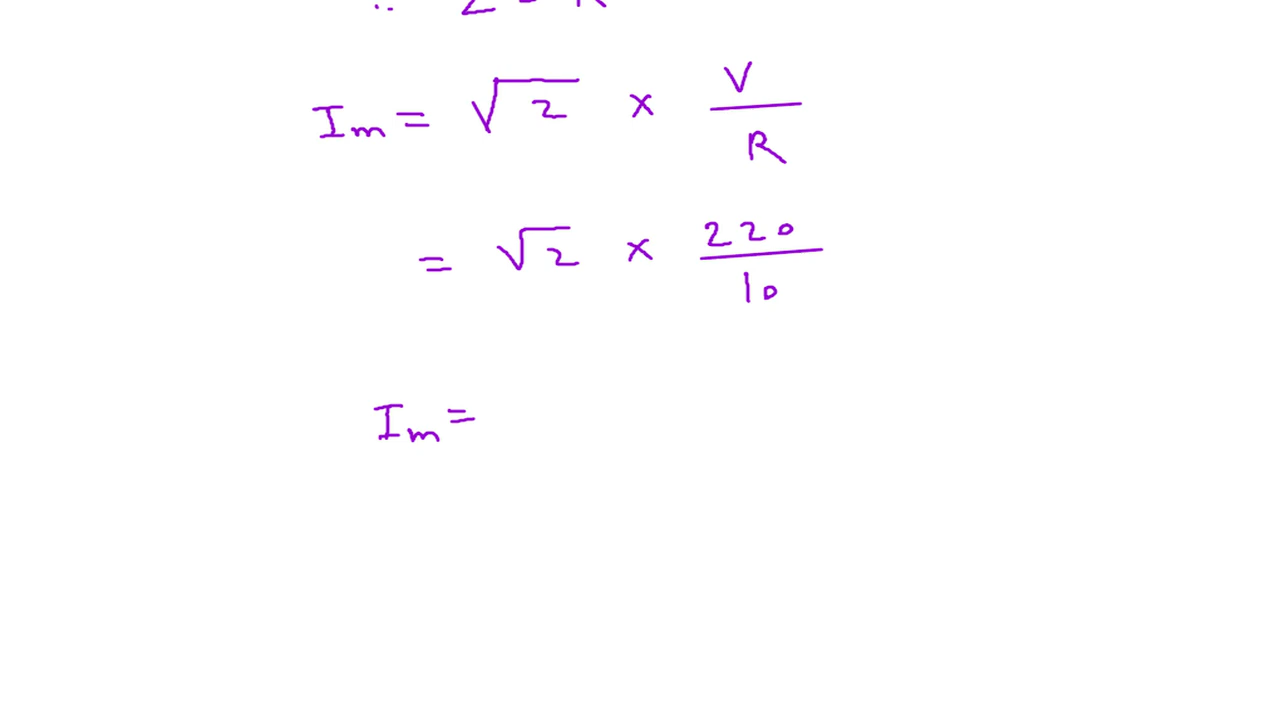 ∵ Z = R
Im = √2 × V/R
= √2 × 220/10
Im =